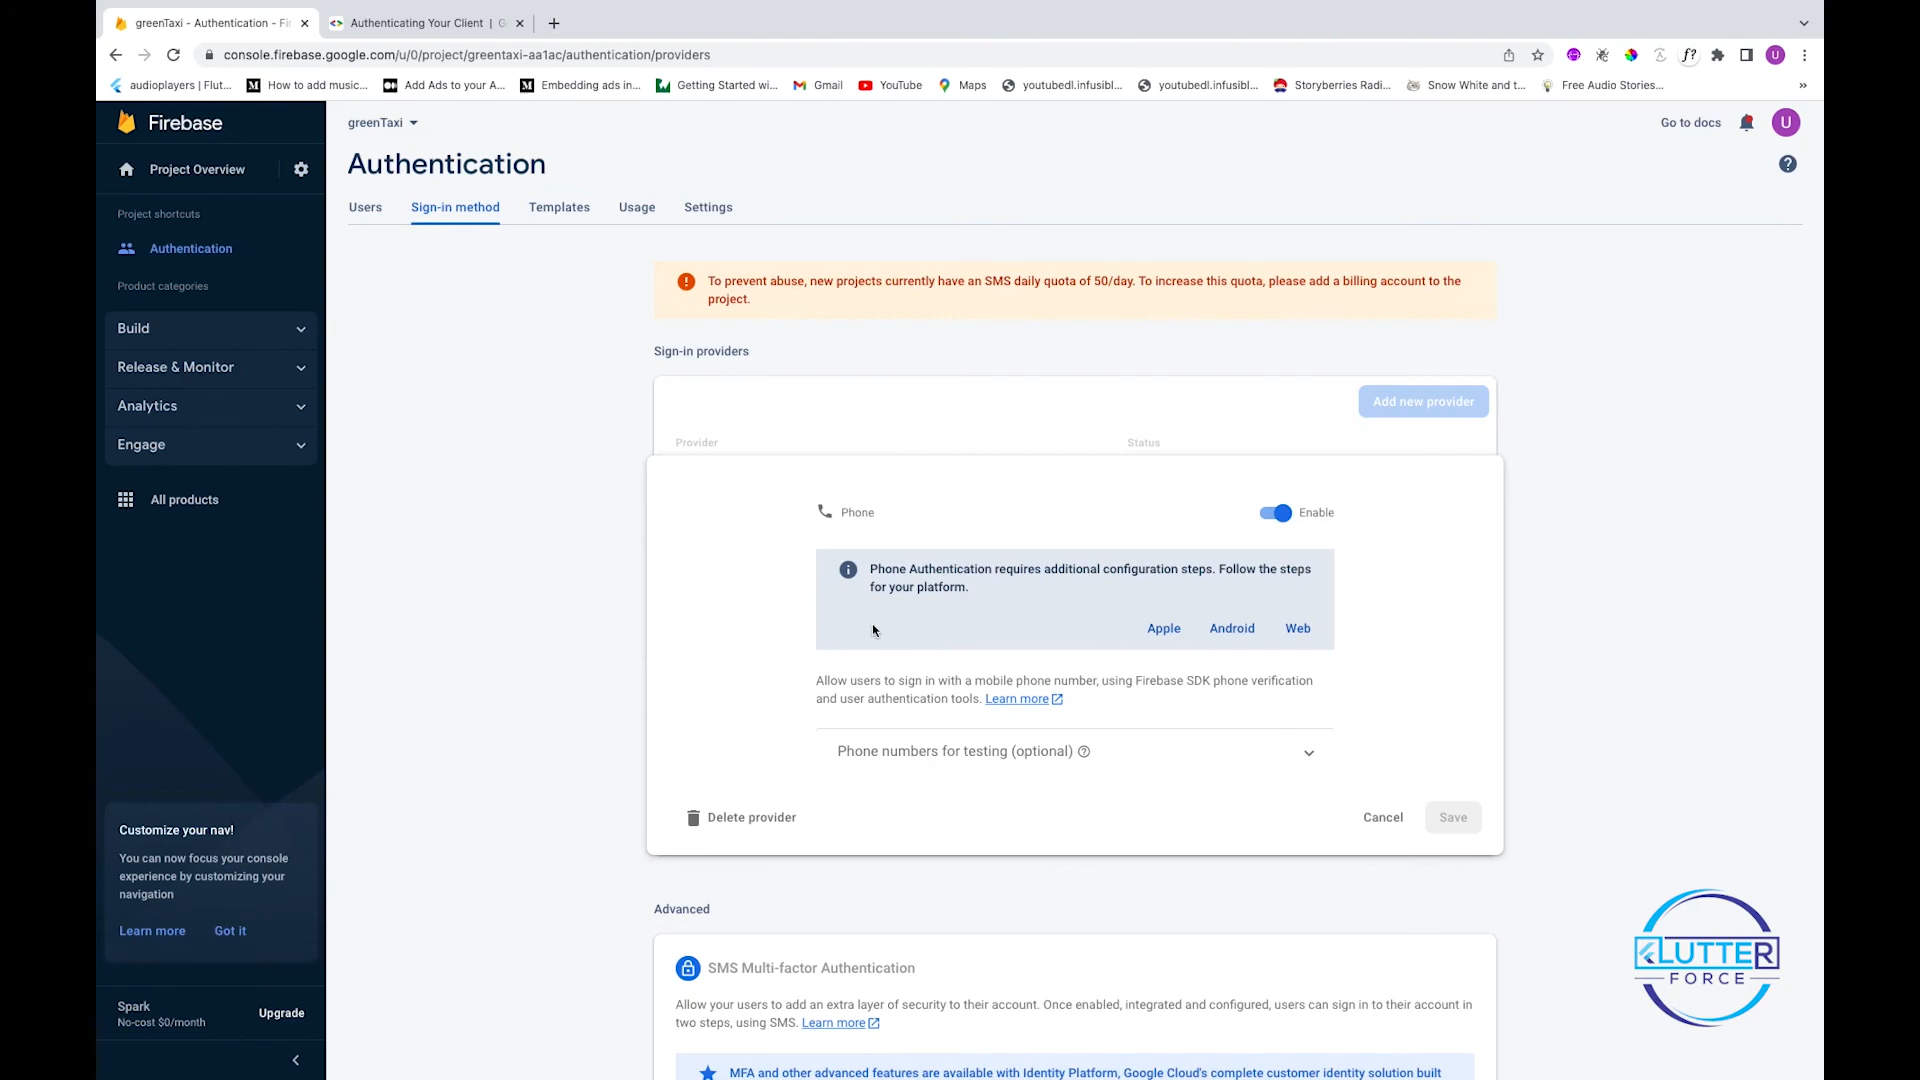 greenTaxi - Authentication - Fi
Authenticating Your Client | G
console.firebase.google.com/u/0/project/greentaxi-aa1ac/authentication/providers
audioplayers | Flut...
How to add music...
Add Ads to your A...
Embedding ads in...
Getting Started wi...
Gmail
YouTube
Maps
youtubedl.infusibl...
youtubedl.infusibl...
Storyberries Radi...
Snow White and t...
Free Audio Stories...
Firebase
greenTaxi
Go to docs
U
Project Overview
Authentication
Project shortcuts
Users
Sign-in method
Templates
Usage
Settings
Authentication
Product categories
Build
Release & Monitor
Analytics
Engage
All products
To prevent abuse, new projects currently have an SMS daily quota of 50/day. To increase this quota, please add a billing account to the
project.
Sign-in providers
Add new provider
Provider
Status
Phone
Enable
Phone Authentication requires additional configuration steps. Follow the steps
for your platform.
Apple
Android
Web
Allow users to sign in with a mobile phone number, using Firebase SDK phone verification
and user authentication tools. Learn more
Phone numbers for testing (optional)
Delete provider
Cancel
Save
Customize your nav!
You can now focus your console
experience by customizing your
navigation
Learn more
Got it
Advanced
SMS Multi-factor Authentication
Allow your users to add an extra layer of security to their account. Once enabled, integrated and configured, users can sign in to their account in
two steps, using SMS. Learn more
MFA and other advanced features are available with Identity Platform, Google Cloud's complete customer identity solution built
Spark
No-cost $0/month
Upgrade
FLUTTER
FORCE